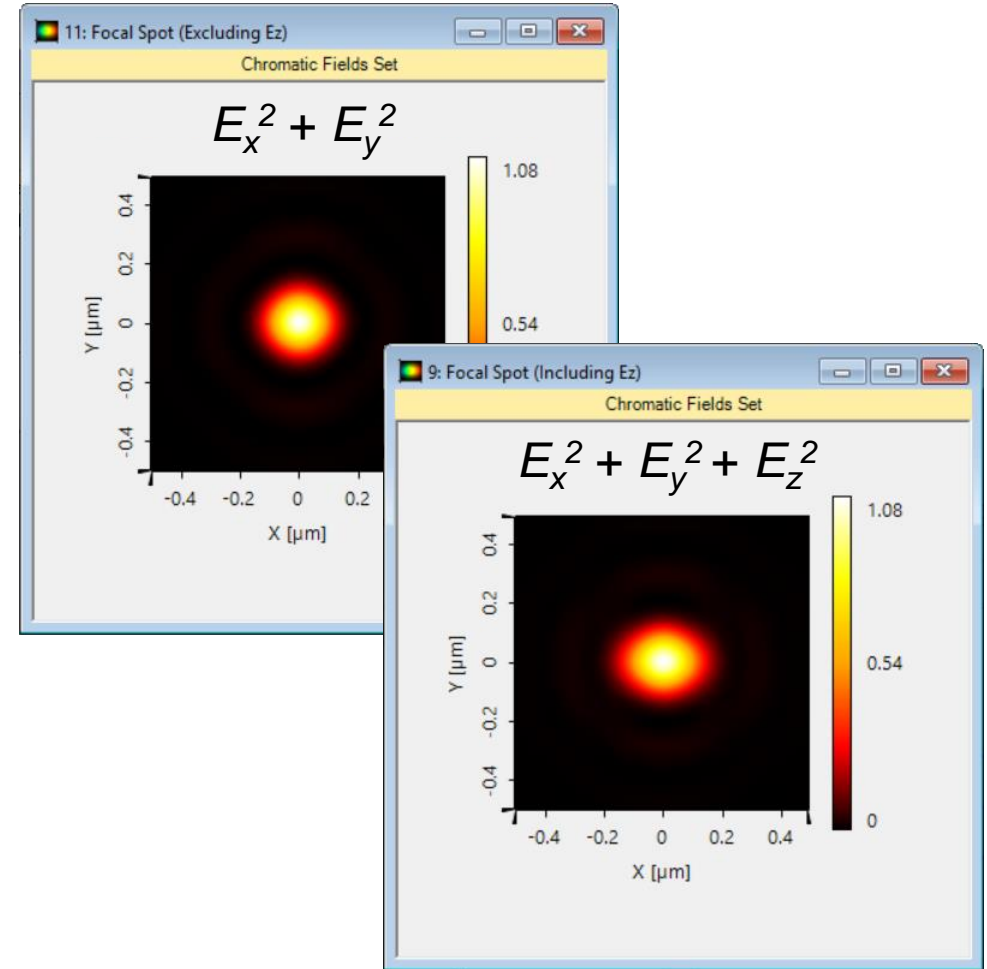 11: Focal Spot (Excluding Ez)
Chromatic Fields Set
Eₓ² + Eᵧ²
1.08
0.54
0.4
0.2
0
-0.2
-0.4
Y [µm]
-0.4 -0.2 0 0.2
X [µm]
9: Focal Spot (Including Ez)
Chromatic Fields Set
Eₓ² + Eᵧ² + E_z²
1.08
0.54
0
0.4
0.2
0
-0.2
-0.4
Y [µm]
-0.4 -0.2 0 0.2 0.4
X [µm]